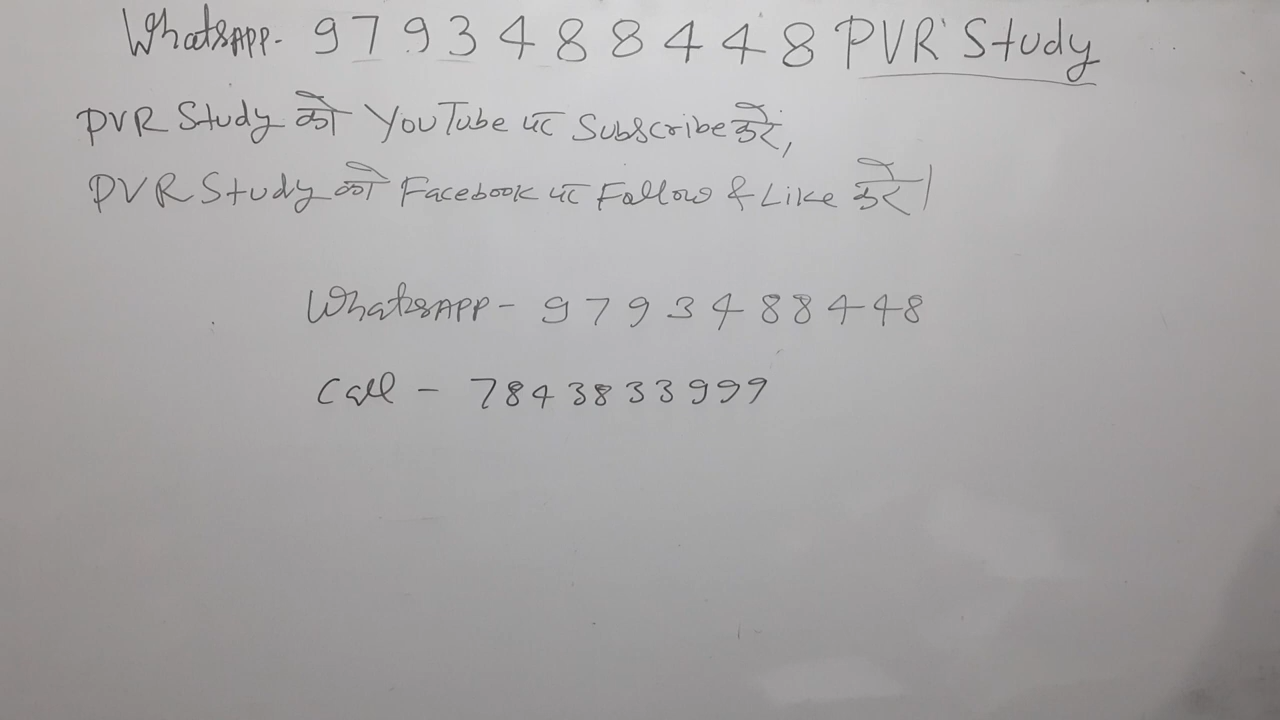 WhatsAPP- 9793488448 PVR Study
PVR Study को YouTube पर Subscribe करें,
PVR Study को Facebook पर Follow & Like करें।
WhatsAPP - 9793488448
Call - 7843833999